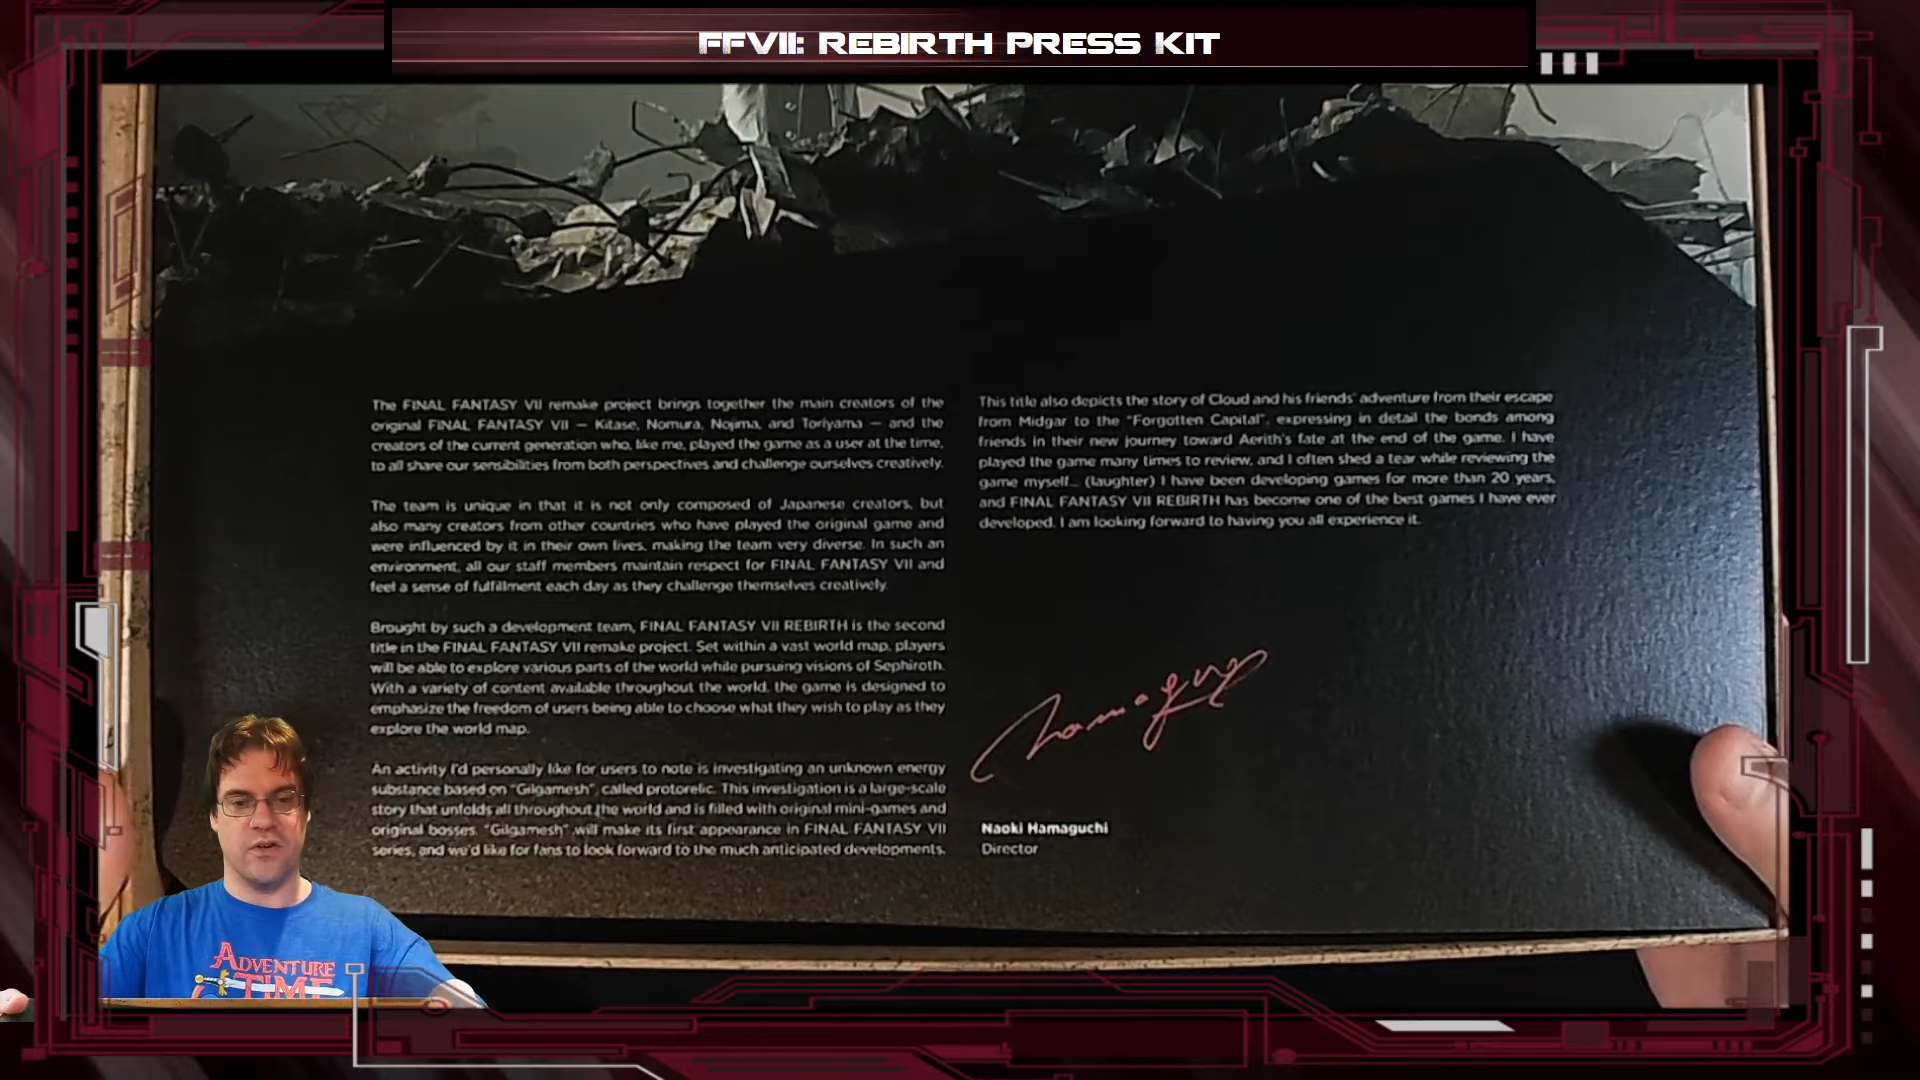 FFVII: REBIRTH PRESS KIT
The FINAL FANTASY VII remake project brings together the main creators of the
original FINAL FANTASY VII — Kitase, Nomura, Nojima, and Toriyama — and the
creators of the current generation who, like me, played the game as a user at the time,
to all share our sensibilities from both perspectives and challenge ourselves creatively.
The team is unique in that it is not only composed of Japanese creators, but
also many creators from other countries who have played the original game and
were influenced by it in their own lives, making the team very diverse. In such an
environment, all our staff members maintain respect for FINAL FANTASY VII and
feel a sense of fulfillment each day as they challenge themselves creatively.
Brought by such a development team, FINAL FANTASY VII REBIRTH is the second
title in the FINAL FANTASY VII remake project. Set within a vast world map, players
will be able to explore various parts of the world while pursuing visions of Sephiroth.
With a variety of content available throughout the world, the game is designed to
emphasize the freedom of users being able to choose what they wish to play as they
explore the world map.
An activity I'd personally like for users to note is investigating an unknown energy
substance based on "Gilgamesh", called protorelic. This investigation is a large-scale
story that unfolds all throughout the world and is filled with original mini-games and
original bosses. "Gilgamesh" will make its first appearance in FINAL FANTASY VII
series, and we'd like for fans to look forward to the much anticipated developments.
This title also depicts the story of Cloud and his friends' adventure from their escape
from Midgar to the "Forgotten Capital", expressing in detail the bonds among
friends in their new journey toward Aerith's fate at the end of the game. I have
played the game many times to review, and I often shed a tear while reviewing the
game myself... (laughter) I have been developing games for more than 20 years,
and FINAL FANTASY VII REBIRTH has become one of the best games I have ever
developed. I am looking forward to having you all experience it.
Hamaguchi
Naoki Hamaguchi
Director
ADVENTURE
TIME